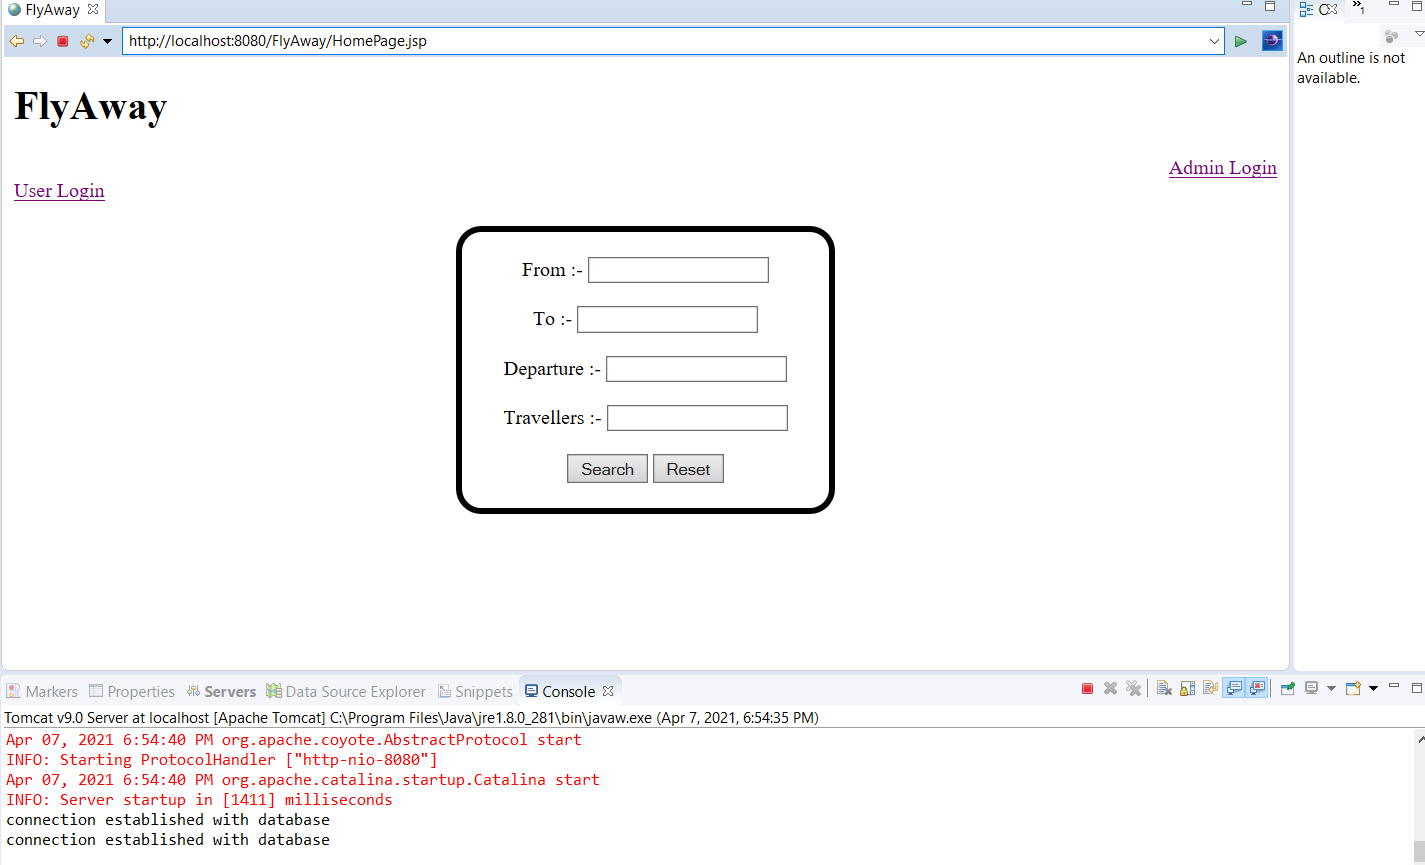 FlyAway
http://localhost:8080/FlyAway/HomePage.jsp
An outline is not
available.
FlyAway
Admin Login
User Login
From :-
To :-
Departure :-
Travellers :-
Search Reset
Markers Properties Servers Data Source Explorer Snippets Console
Tomcat v9.0 Server at localhost [Apache Tomcat] C:\Program Files\Java\jre1.8.0_281\bin\javaw.exe (Apr 7, 2021, 6:54:35 PM)
Apr 07, 2021 6:54:40 PM org.apache.coyote.AbstractProtocol start
INFO: Starting ProtocolHandler ["http-nio-8080"]
Apr 07, 2021 6:54:40 PM org.apache.catalina.startup.Catalina start
INFO: Server startup in [1411] milliseconds
connection established with database
connection established with database